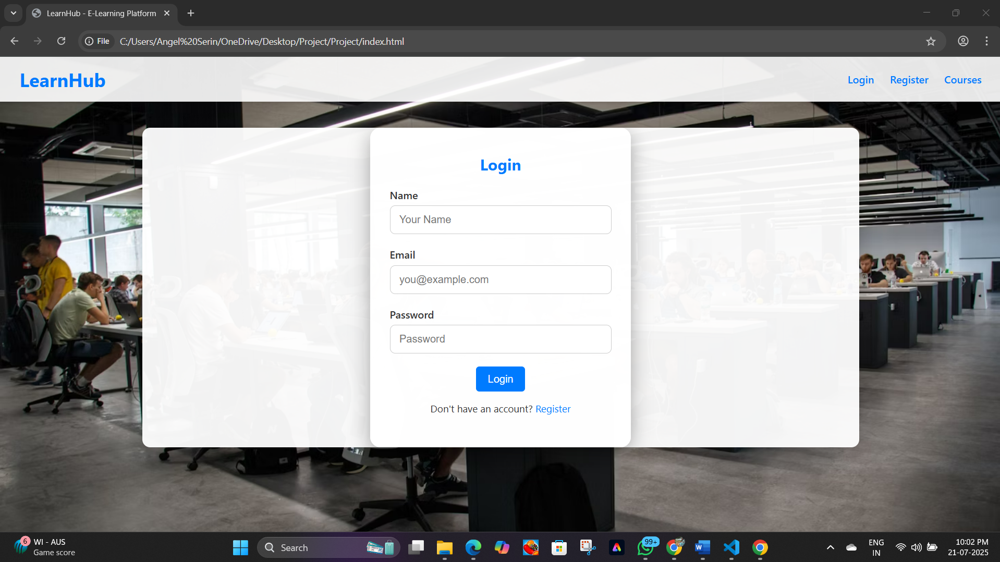 LearnHub - E-Learning Platform
File
C:/Users/Angel%20Serin/OneDrive/Desktop/Project/Project/index.html
LearnHub
Login
Register
Courses
Login
Name
Your Name
Email
you@example.com
Password
Password
Login
Don't have an account? Register
6
WI - AUS
Game score
Search
99+
W
ENG
IN
10:02 PM
21-07-2025